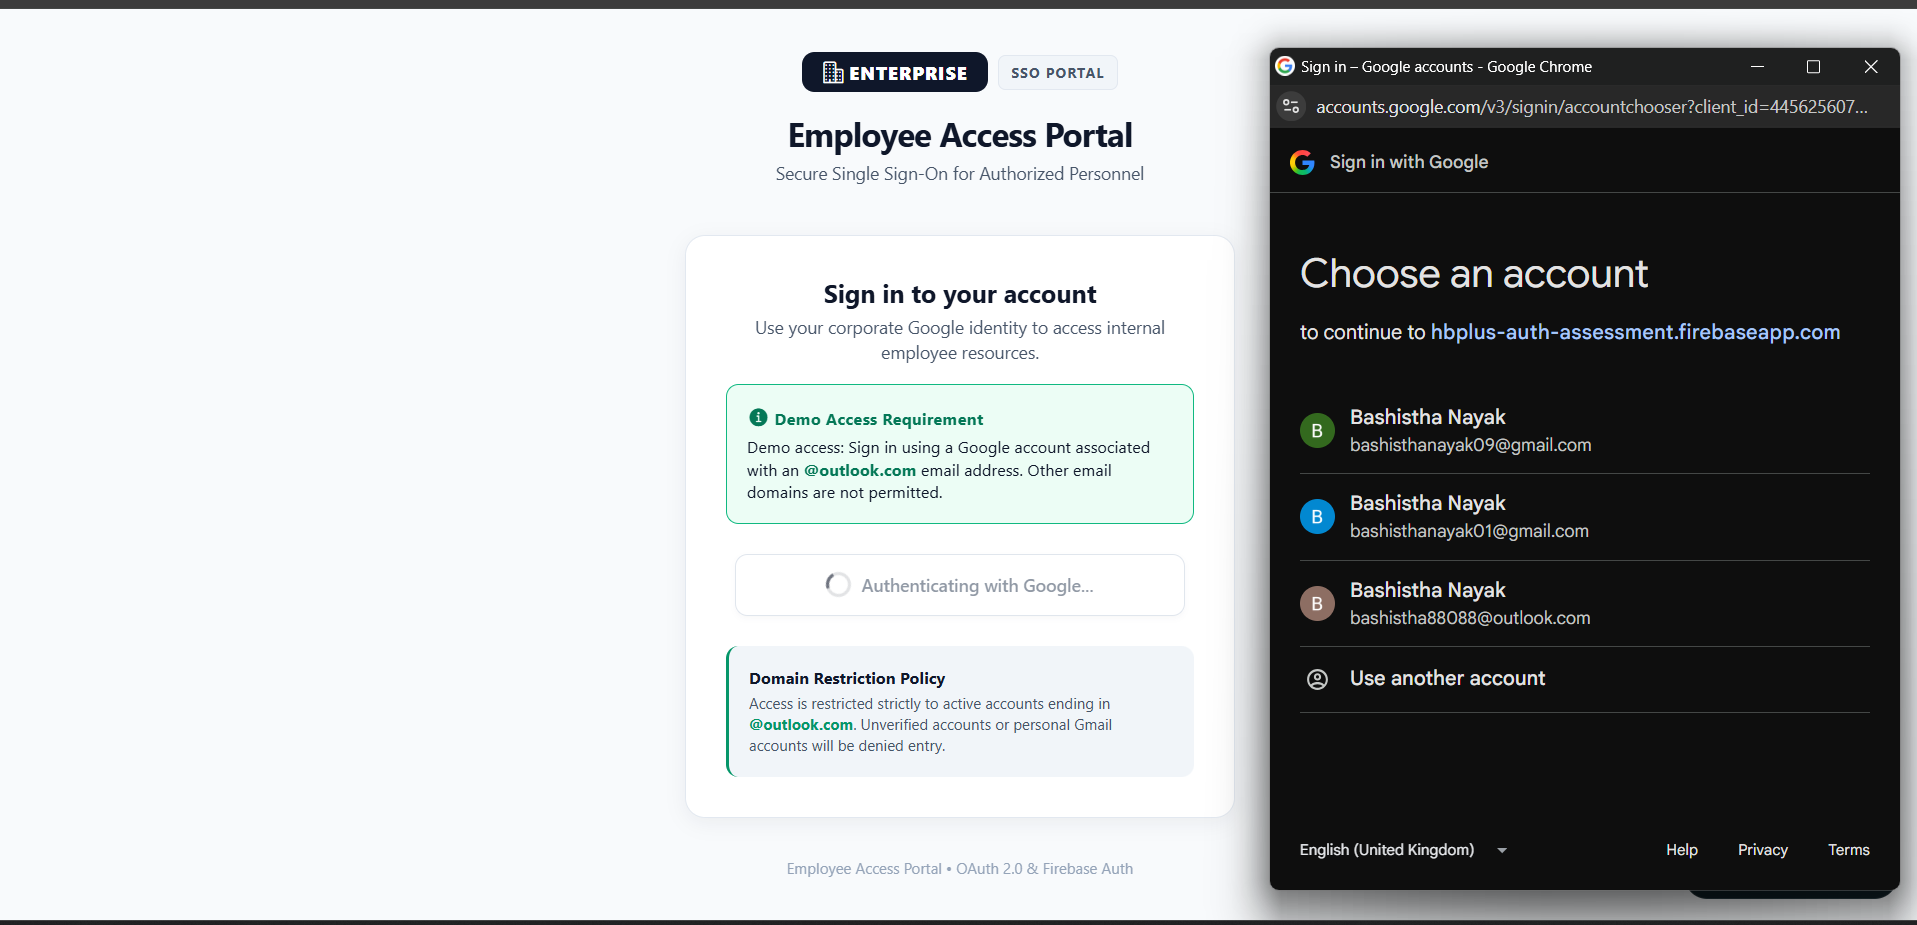 ENTERPRISE
SSO PORTAL
Employee Access Portal
Secure Single Sign-On for Authorized Personnel
Sign in to your account
Use your corporate Google identity to access internal
employee resources.
Demo Access Requirement
Demo access: Sign in using a Google account associated
with an @outlook.com email address. Other email
domains are not permitted.
Authenticating with Google...
Domain Restriction Policy
Access is restricted strictly to active accounts ending in
@outlook.com. Unverified accounts or personal Gmail
accounts will be denied entry.
Employee Access Portal • OAuth 2.0 & Firebase Auth
Sign in – Google accounts - Google Chrome
accounts.google.com/v3/signin/accountchooser?client_id=445625607...
Sign in with Google
Choose an account
to continue to hbplus-auth-assessment.firebaseapp.com
B
Bashistha Nayak
bashisthanayak09@gmail.com
B
Bashistha Nayak
bashisthanayak01@gmail.com
B
Bashistha Nayak
bashistha88088@outlook.com
Use another account
English (United Kingdom)
Help
Privacy
Terms